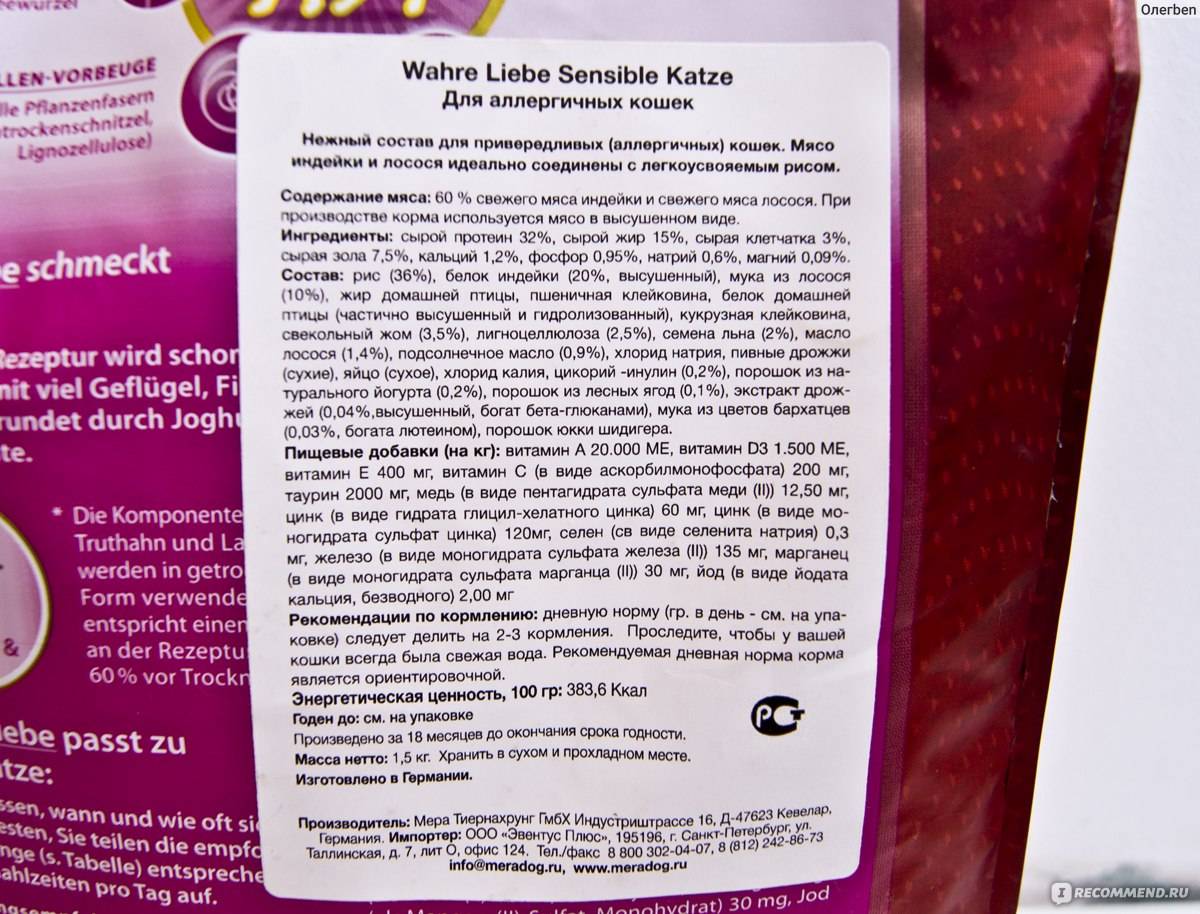 Олегben
LLEN-VORBEUGE
lle Pflanzenfasern
trockenschnitzel,
Lignozellulose)
e schmeckt
Rezeptur wird schon
mit viel Geflügel, Fi
rundet durch Joghu
te.
* Die Komponente
Truthahn und La
werden in getro
Form verwende
entspricht einen
an der Rezeptu
60 % vor Trockn
&
iebe passt zu
tze:
ssen, wann und wie oft si
esten, Sie teilen die empfo
nge (s. Tabelle) entspreche
ahlzeiten pro Tag auf.
Wahre Liebe Sensible Katze
Для аллергичных кошек
Нежный состав для привередливых (аллергичных) кошек. Мясо
индейки и лосося идеально соединены с легкоусвояемым рисом.
Содержание мяса: 60 % свежего мяса индейки и свежего мяса лосося. При
производстве корма используется мясо в высушенном виде.
Ингредиенты: сырой протеин 32%, сырой жир 15%, сырая клетчатка 3%,
сырая зола 7,5%, кальций 1,2%, фосфор 0,95%, натрий 0,6%, магний 0,09%.
Состав: рис (36%), белок индейки (20%, высушенный), мука из лосося
(10%), жир домашней птицы, пшеничная клейковина, белок домашней
птицы (частично высушенный и гидролизованный), кукрузная клейковина,
свекольный жом (3,5%), лигноцеллюлоза (2,5%), семена льна (2%), масло
лосося (1,4%), подсолнечное масло (0,9%), хлорид натрия, пивные дрожжи
(сухие), яйцо (сухое), хлорид калия, цикорий -инулин (0,2%), порошок из на-
турального йогурта (0,2%), порошок из лесных ягод (0,1%), экстракт дрож-
жей (0,04%,высушенный, богат бета-глюканами), мука из цветов бархатцев
(0,03%, богата лютеином), порошок юкки шидигера.
Пищевые добавки (на кг): витамин А 20.000 МЕ, витамин D3 1.500 МЕ,
витамин Е 400 мг, витамин С (в виде аскорбилмонофосфата) 200 мг,
таурин 2000 мг, медь (в виде пентагидрата сульфата меди (II)) 12,50 мг,
цинк (в виде гидрата глицил-хелатного цинка) 60 мг, цинк (в виде мо-
ногидрата сульфат цинка) 120мг, селен (св виде селенита натрия) 0,3
мг, железо (в виде моногидрата сульфата железа (II)) 135 мг, марганец
(в виде моногидрата сульфата марганца (II)) 30 мг, йод (в виде йодата
кальция, безводного) 2,00 мг
Рекомендации по кормлению: дневную норму (гр. в день - см. на упа-
ковке) следует делить на 2-3 кормления. Проследите, чтобы у вашей
кошки всегда была свежая вода. Рекомендуемая дневная норма корма
является ориентировочной.
Энергетическая ценность, 100 гр: 383,6 Ккал
Годен до: см. на упаковке
Произведено за 18 месяцев до окончания срока годности.
Масса нетто: 1,5 кг. Хранить в сухом и прохладном месте.
Изготовлено в Германии.
РСТ
Производитель: Мера Тиернахрунг ГмбХ Индустриштрассе 16, Д-47623 Кевелар,
Германия. Импортер: ООО «Эвентус Плюс», 195196, г. Санкт-Петербург, ул.
Таллинская, д. 7, лит О, офис 124. Тел./факс 8 800 302-04-07, 8 (812) 242-86-73
info@meradog.ru, www.meradog.ru
Monohydrat) 30 mg, Jod
I RECOMMEND.RU